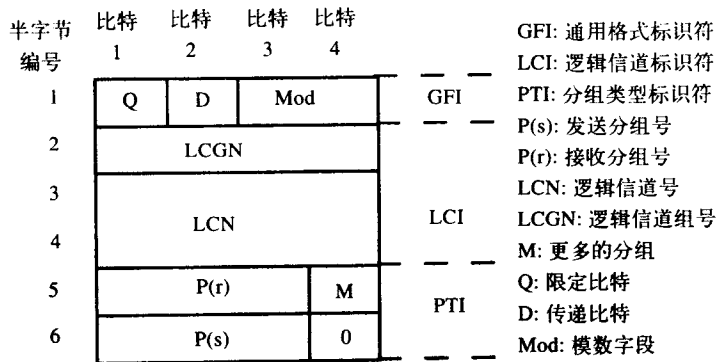 半字节 比特 比特 比特 比特
编号 1 2 3 4
1 Q D Mod GFI
2 LCGN
3
LCN LCI
4
5 P(r) M
PTI
6 P(s) 0
GFI: 通用格式标识符
LCI: 逻辑信道标识符
PTI: 分组类型标识符
P(s): 发送分组号
P(r): 接收分组号
LCN: 逻辑信道号
LCGN: 逻辑信道组号
M: 更多的分组
Q: 限定比特
D: 传递比特
Mod: 模数字段